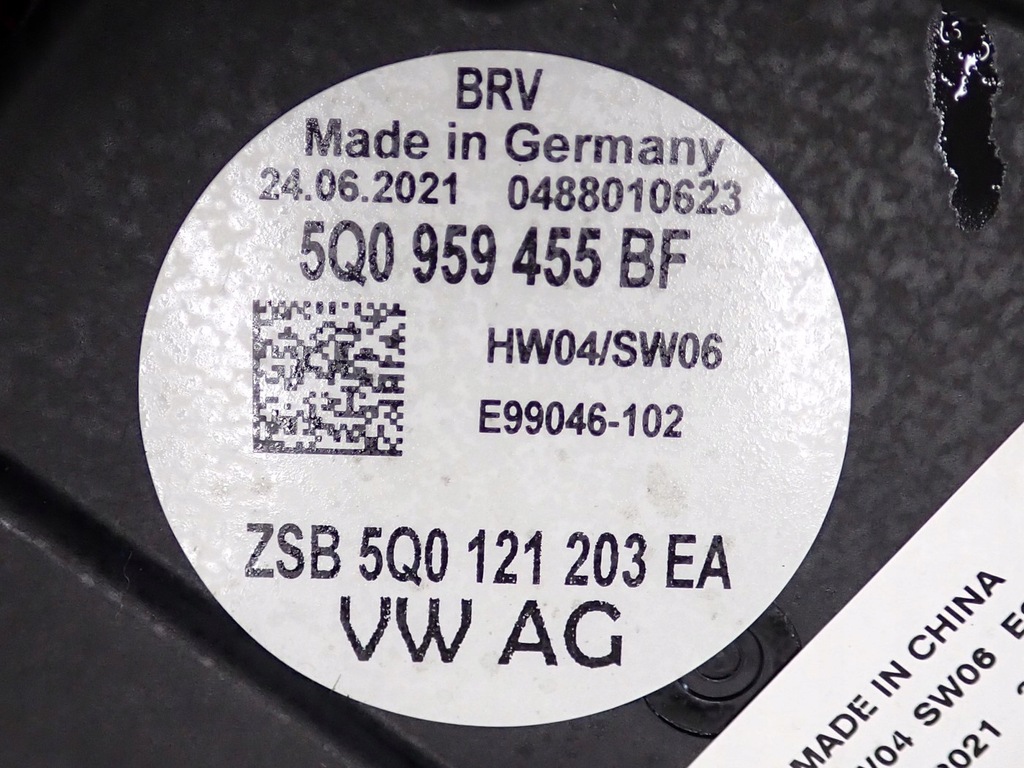 BRV
Made in Germany
24.06.2021 0488010623
5Q0 959 455 BF
HW04/SW06
E99046-102
ZSB 5Q0 121 203 EA
VW AG
MADE IN CHINA
SW06